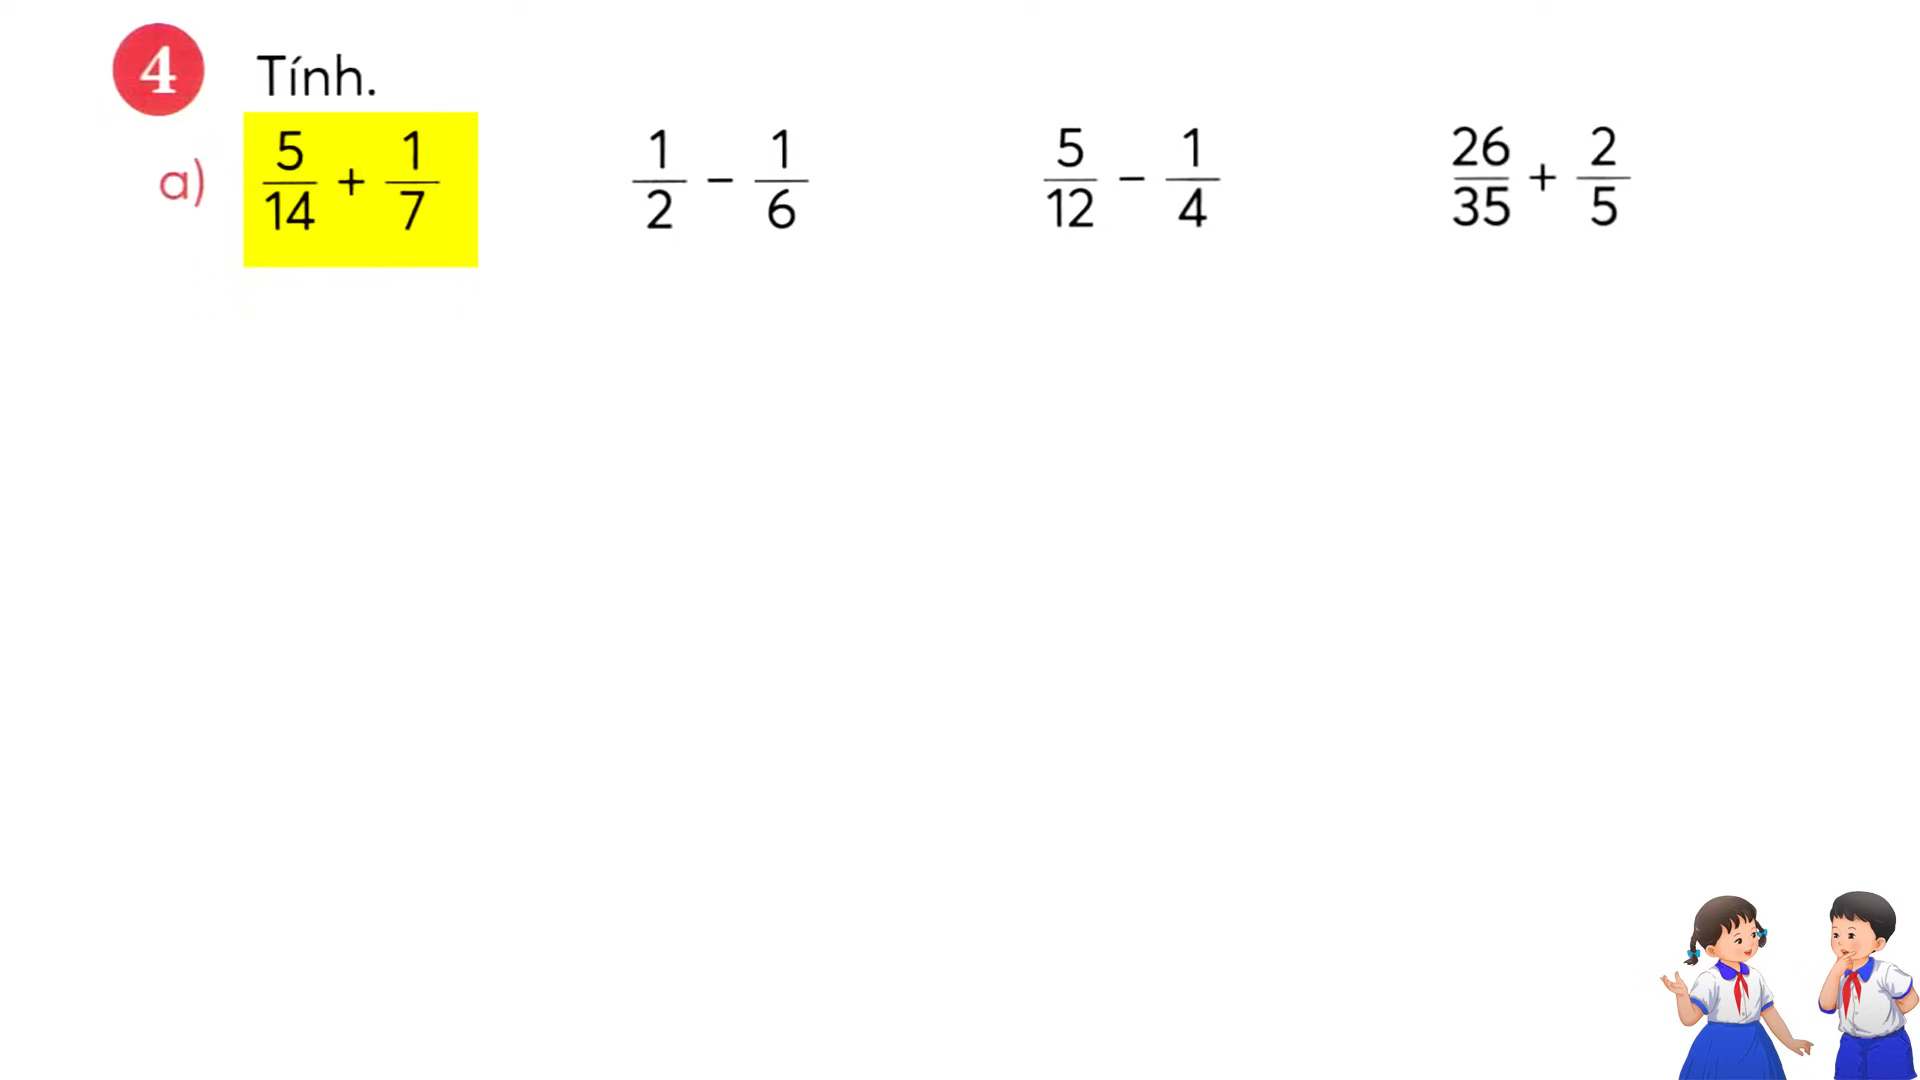 4 Tính.
a) 5/14 + 1/7 1/2 - 1/6 5/12 - 1/4 26/35 + 2/5